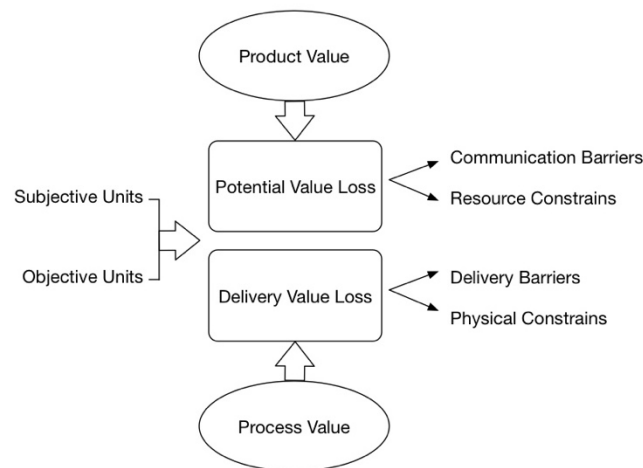 Product Value
Potential Value Loss
Communication Barriers
Resource Constrains
Subjective Units
Objective Units
Delivery Value Loss
Delivery Barriers
Physical Constrains
Process Value